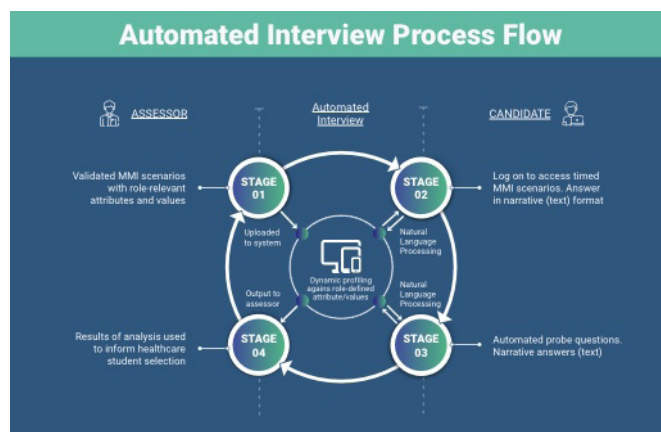 Automated Interview Process Flow
ASSESSOR
Automated
Interview
CANDIDATE
Validated MMI scenarios
with role-relevant
attributes and values
STAGE
01
STAGE
02
Log on to access timed
MMI scenarios. Answer
in narrative (text) format
Uploaded
to system
Natural
Language
Processing
Dynamic profiling
agains role-defined
attribute/values
Output to
assessor
Natural
Language
Processing
Results of analysis used
to inform healthcare
student selection
STAGE
04
STAGE
03
Automated probe questions.
Narrative answers (text)